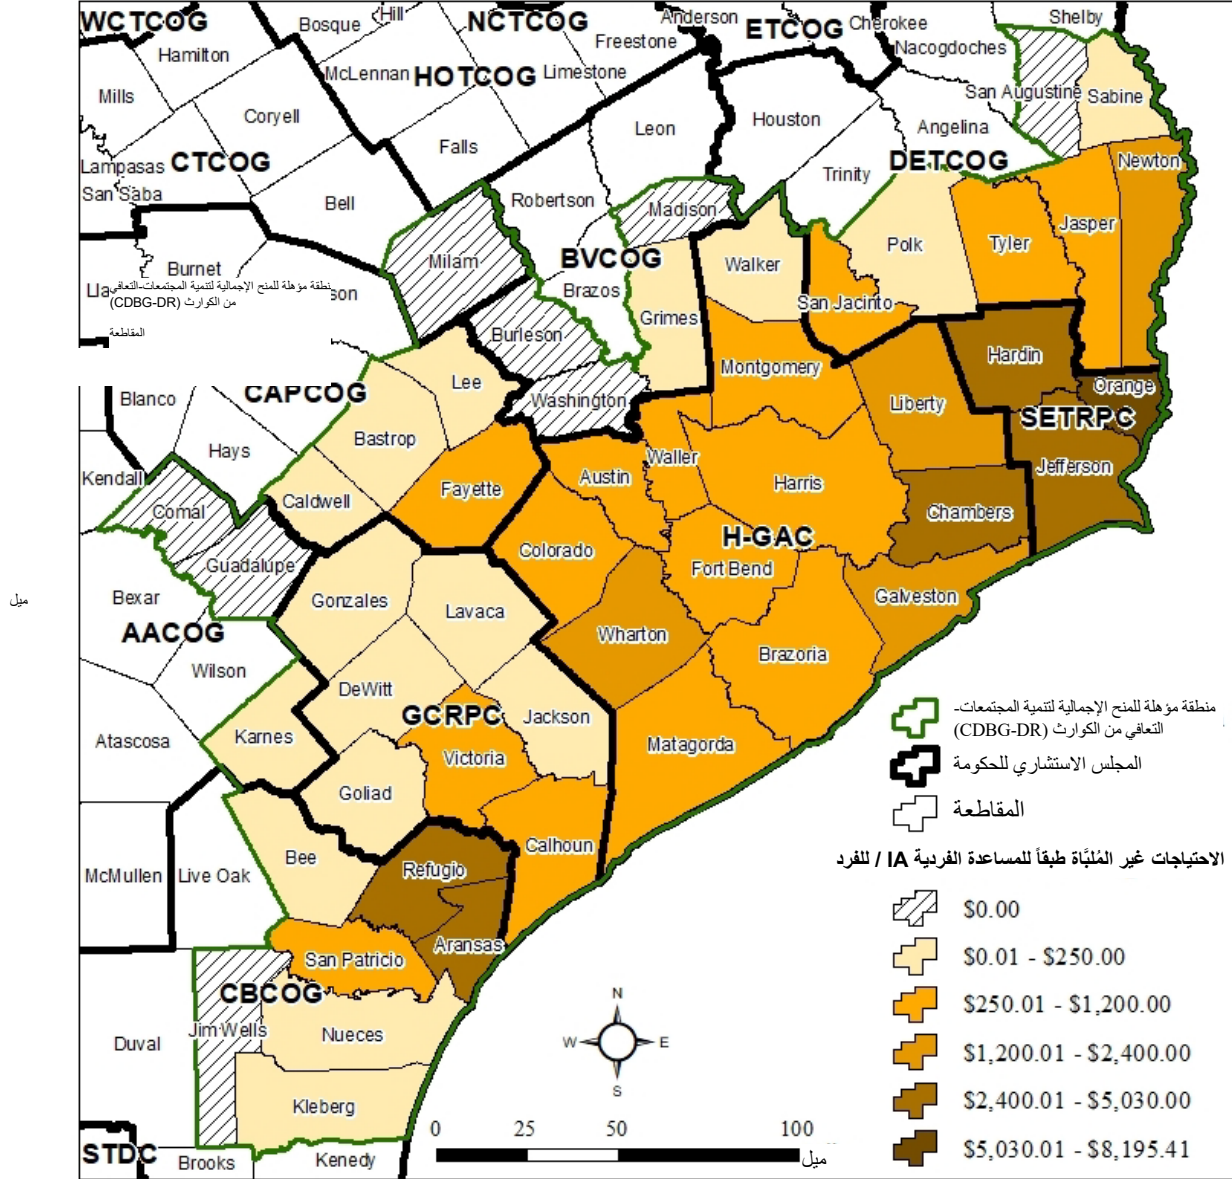 WCTCOG
Hill
Bosque
NCTCOG
Anderson
ETCOG
Cherokee
Shelby
Hamilton
Freestone
Nacogdoches
McLennan
HOTCOG
Limestone
Mills
San Augustine
Sabine
Coryell
Leon
Houston
Angelina
Falls
Lampasas
CTCOG
DETCOG
Newton
San Saba
Bell
Robertson
Madison
Trinity
Jasper
Polk
Tyler
Milam
BVCOG
Walker
Burnet
Brazos
San Jacinto
Grimes
منطقة مؤهلة للمنح الإجمالية لتنمية المجتمعات-التعافي
من الكوارث (CDBG-DR)
المقاطعة
Burleson
Hardin
Montgomery
Lee
Orange
Blanco
CAPCOG
Washington
Liberty
SETRPC
Bastrop
Hays
Waller
Jefferson
Kendall
Austin
Harris
Caldwell
Fayette
Comal
Chambers
H-GAC
Colorado
Guadalupe
Fort Bend
Bexar
ميل
Gonzales
Lavaca
Galveston
AACOG
Wharton
Brazoria
Wilson
DeWitt
GCRPC
Jackson
Karnes
Atascosa
Victoria
Matagorda
Goliad
Calhoun
Bee
Refugio
McMullen
Live Oak
Aransas
San Patricio
CBCOG
Jim Wells
Nueces
Duval
Kleberg
STDC
Brooks
Kenedy
منطقة مؤهلة للمنح الإجمالية لتنمية المجتمعات-
التعافي من الكوارث (CDBG-DR)
المجلس الاستشاري للحكومة
المقاطعة
الاحتياجات غير المُلبَّاة طبقاً للمساعدة الفردية IA / للفرد
$0.00
$0.01 - $250.00
$250.01 - $1,200.00
$1,200.01 - $2,400.00
$2,400.01 - $5,030.00
$5,030.01 - $8,195.41
N
W E
S
0 25 50 100
ميل